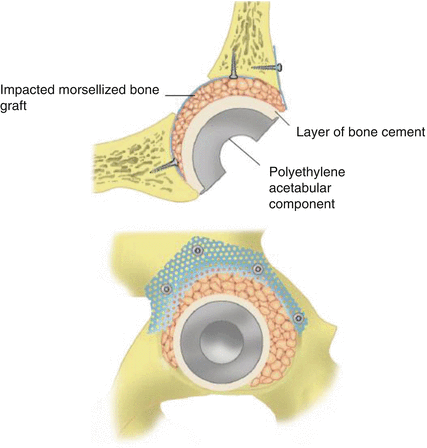 Impacted morsellized bone
graft
Layer of bone cement
Polyethylene
acetabular
component